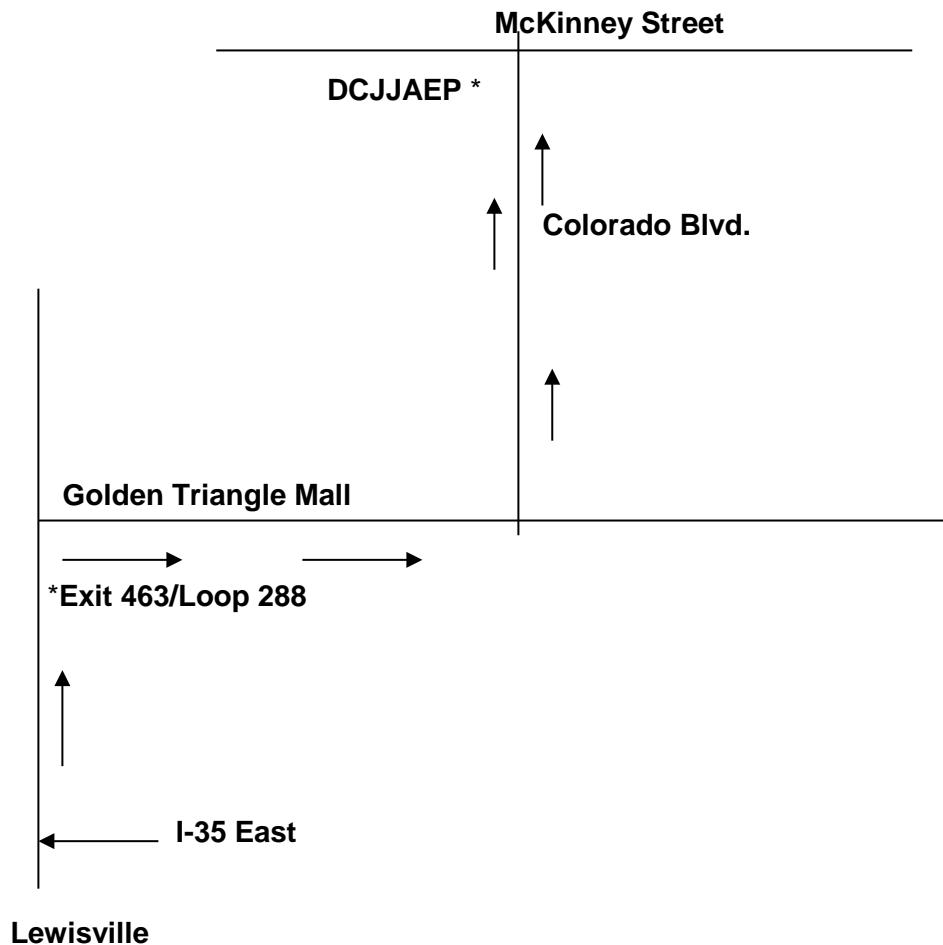 McKinney Street
DCJJAEP *
Colorado Blvd.
Golden Triangle Mall
*Exit 463/Loop 288
I-35 East
Lewisville